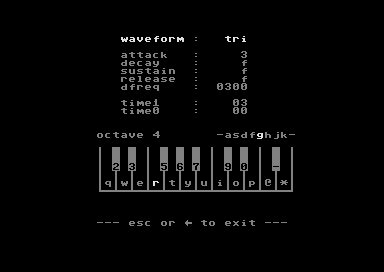 waveform : tri
attack : 3
decay : f
sustain : f
release : f
dfreq : 0300
time1 : 03
time0 : 00
octave 4 -asdfghjk-
2 3 5 6 7 9 0 -
q w e r t y u i o p @ *
--- esc or ← to exit ---